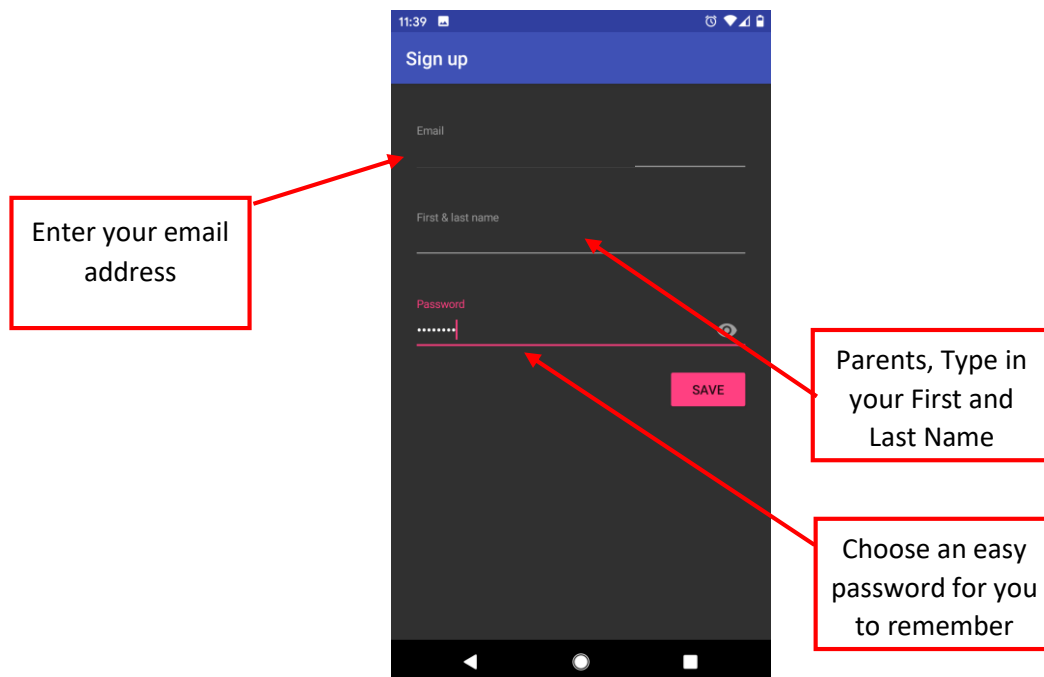 11:39
Sign up
Email
Enter your email
address
First & last name
Password
••••••••
SAVE
Parents, Type in
your First and
Last Name
Choose an easy
password for you
to remember